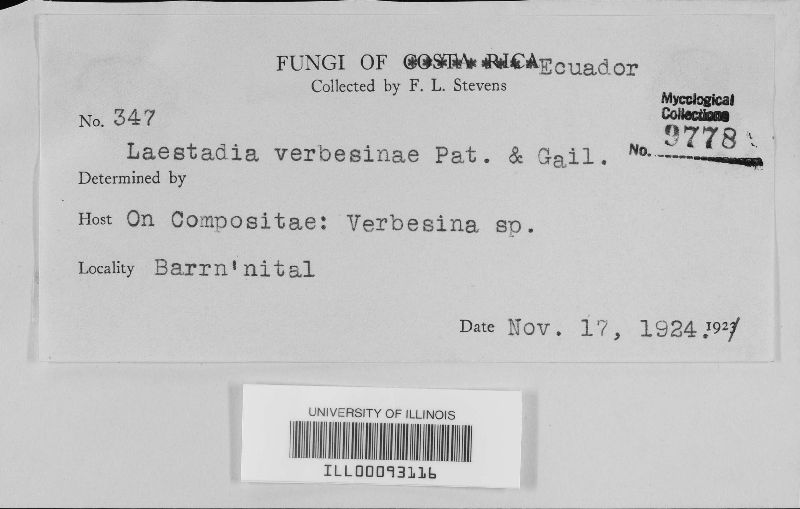 FUNGI OF COSTA RICA Ecuador
Collected by F. L. Stevens
Mycological
Collections
No. 9778
No. 347
Laestadia verbesinae Pat. & Gail.
Determined by
Host On Compositae: Verbesina sp.
Locality Barrn'nital
Date Nov. 17, 1924. 192
UNIVERSITY OF ILLINOIS
ILL00093116